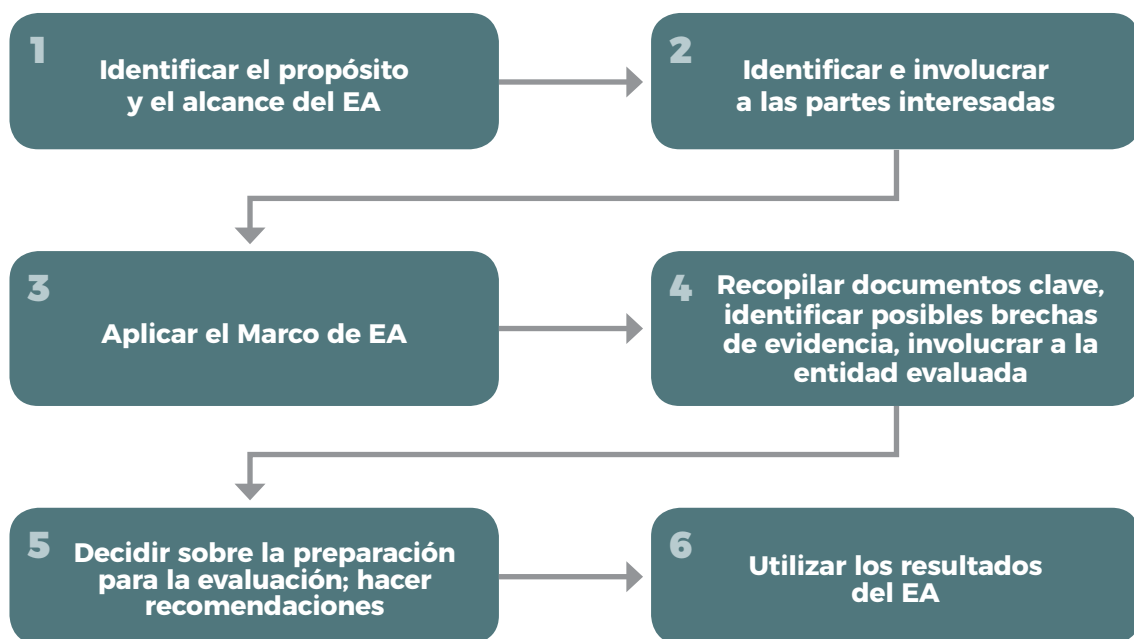 1
Identificar el propósito
y el alcance del EA
2
Identificar e involucrar
a las partes interesadas
3
Aplicar el Marco de EA
4
Recopilar documentos clave,
identificar posibles brechas
de evidencia, involucrar a la
entidad evaluada
5
Decidir sobre la preparación
para la evaluación; hacer
recomendaciones
6
Utilizar los resultados
del EA